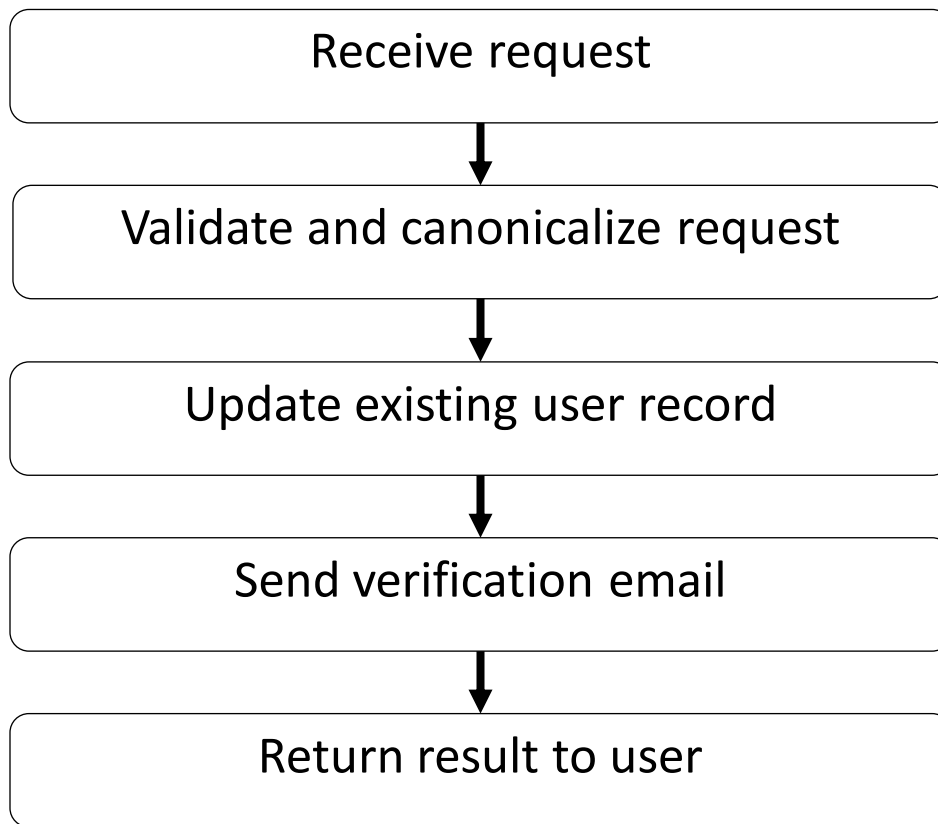 Receive request
Validate and canonicalize request
Update existing user record
Send verification email
Return result to user